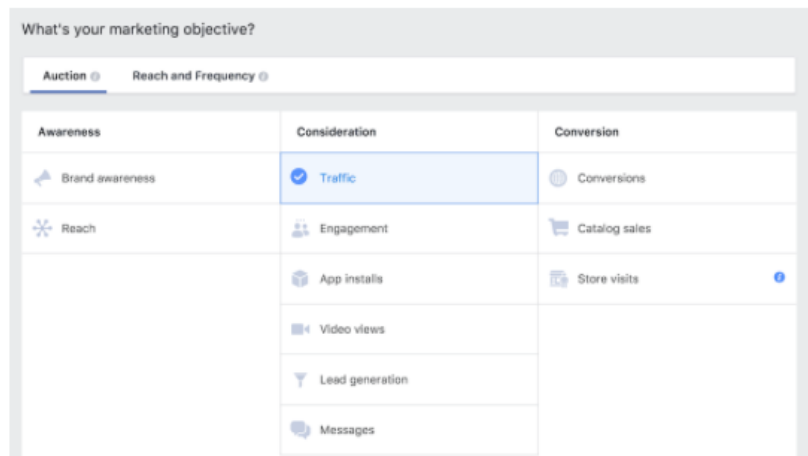 What's your marketing objective?
Auction Reach and Frequency
Awareness Consideration Conversion
Brand awareness Traffic Conversions
Reach Engagement Catalog sales
App installs Store visits
Video views
Lead generation
Messages